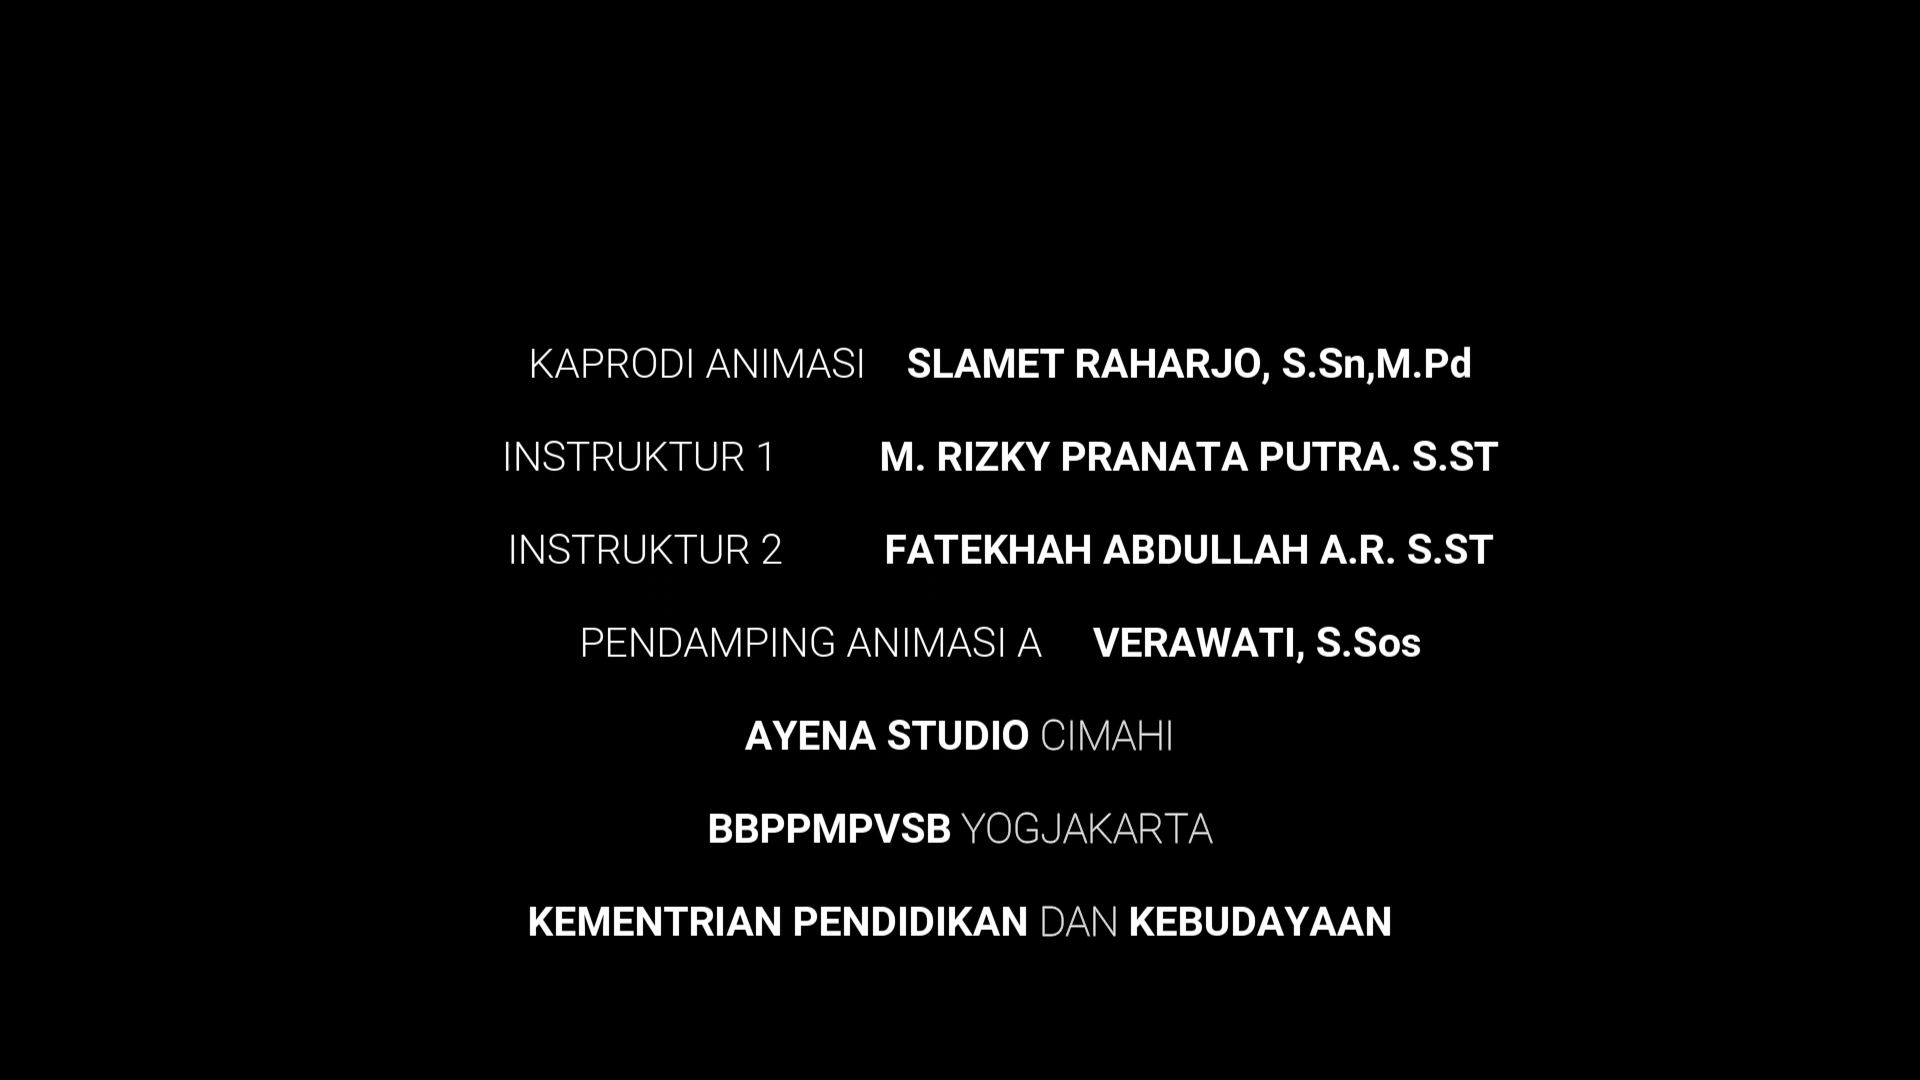 KAPRODI ANIMASI SLAMET RAHARJO, S.Sn,M.Pd
INSTRUKTUR 1 M. RIZKY PRANATA PUTRA. S.ST
INSTRUKTUR 2 FATEKHAH ABDULLAH A.R. S.ST
PENDAMPING ANIMASI A VERAWATI, S.Sos
AYENA STUDIO CIMAHI
BBPPMPVSB YOGJAKARTA
KEMENTRIAN PENDIDIKAN DAN KEBUDAYAAN